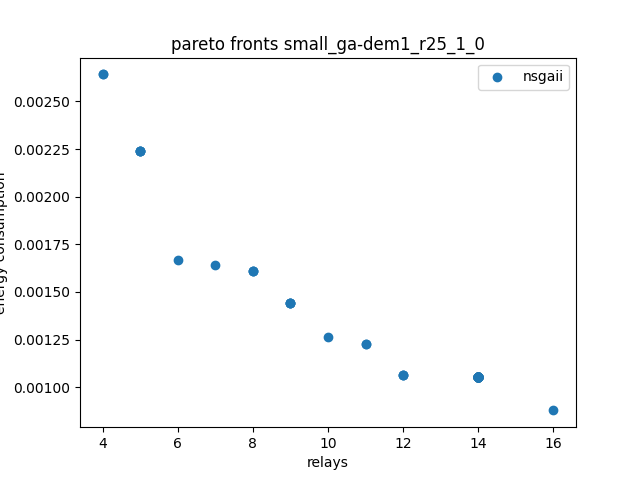 pareto fronts small_ga-dem1_r25_1_0
nsgaii
0.00250
0.00225
0.00200
0.00175
0.00150
0.00125
0.00100
energy consumption
4 6 8 10 12 14 16
relays